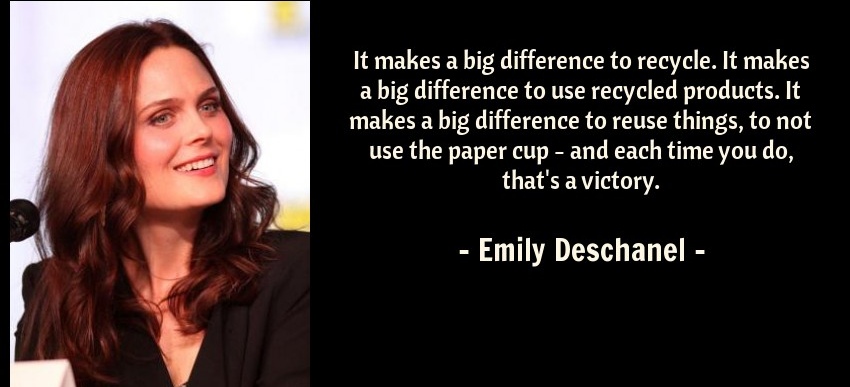 It makes a big difference to recycle. It makes
a big difference to use recycled products. It
makes a big difference to reuse things, to not
use the paper cup - and each time you do,
that's a victory.
- Emily Deschanel -